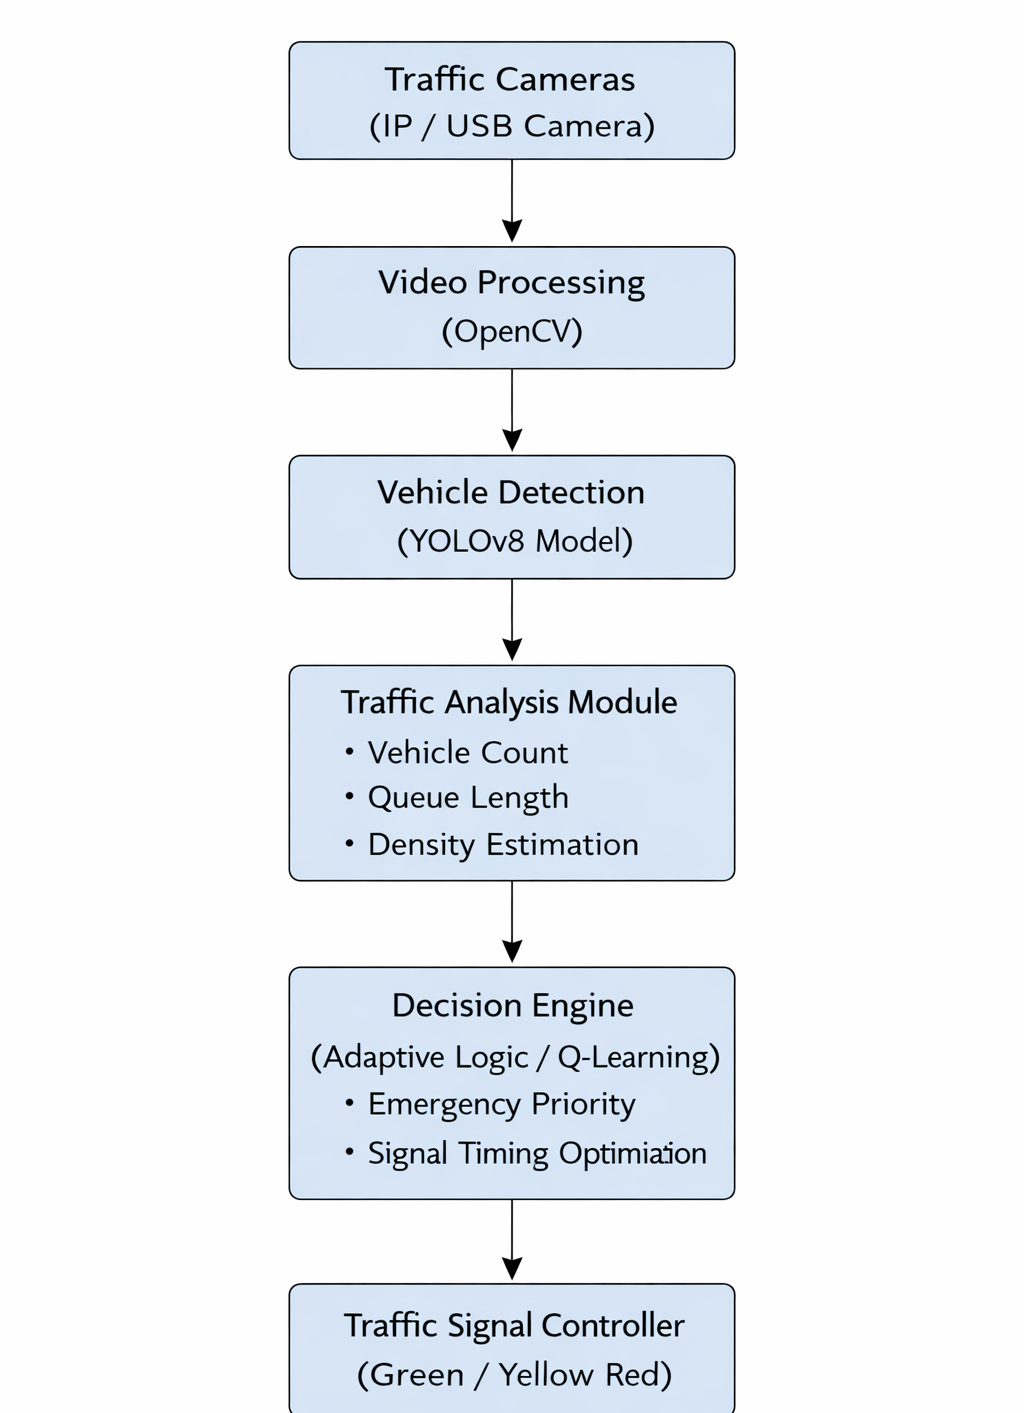 Traffic Cameras
(IP / USB Camera)
Video Processing
(OpenCV)
Vehicle Detection
(YOLOv8 Model)
Traffic Analysis Module
• Vehicle Count
• Queue Length
• Density Estimation
Decision Engine
(Adaptive Logic / Q-Learning)
• Emergency Priority
• Signal Timing Optimiation
Traffic Signal Controller
(Green / Yellow Red)